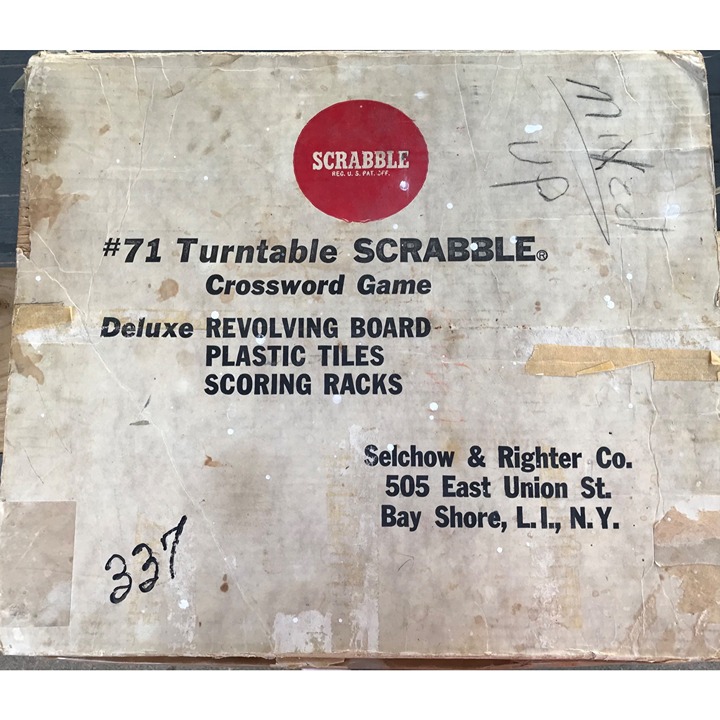 SCRABBLE
REG. U. S. PAT. OFF.
#71 Turntable SCRABBLE®
Crossword Game
Deluxe REVOLVING BOARD
PLASTIC TILES
SCORING RACKS
Selchow & Righter Co.
505 East Union St.
Bay Shore, L.I., N.Y.
337